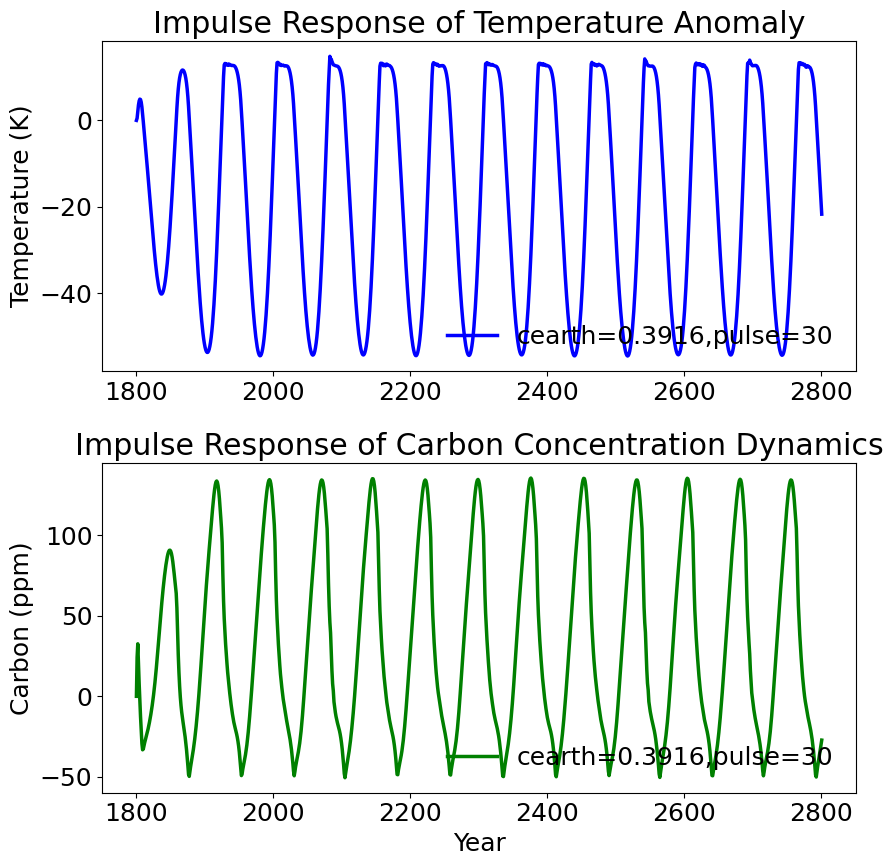 Impulse Response of Temperature Anomaly
Temperature (K)
0
−20
−40
cearth=0.3916,pulse=30
1800 2000 2200 2400 2600 2800
Impulse Response of Carbon Concentration Dynamics
Carbon (ppm)
100
50
0
−50
cearth=0.3916,pulse=30
1800 2000 2200 2400 2600 2800
Year